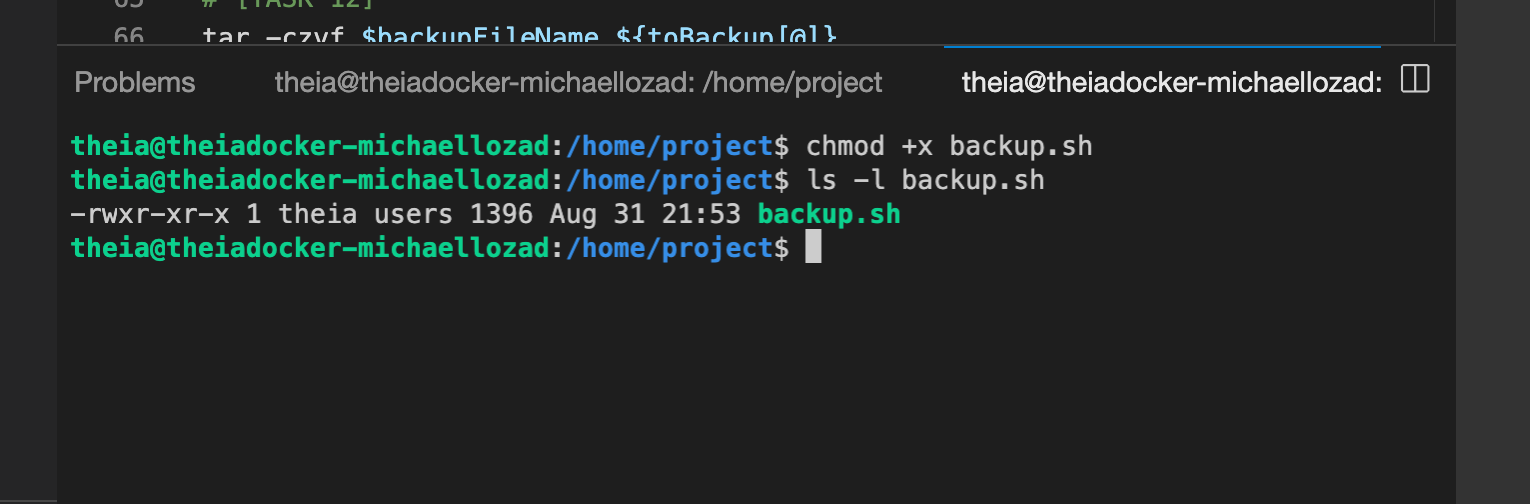 65 # [TASK 12]
66 tar -czvf $backupFileName ${toBackup[@]}
Problems theia@theiadocker-michaellozad: /home/project theia@theiadocker-michaellozad:
theia@theiadocker-michaellozad:/home/project$ chmod +x backup.sh
theia@theiadocker-michaellozad:/home/project$ ls -l backup.sh
-rwxr-xr-x 1 theia users 1396 Aug 31 21:53 backup.sh
theia@theiadocker-michaellozad:/home/project$